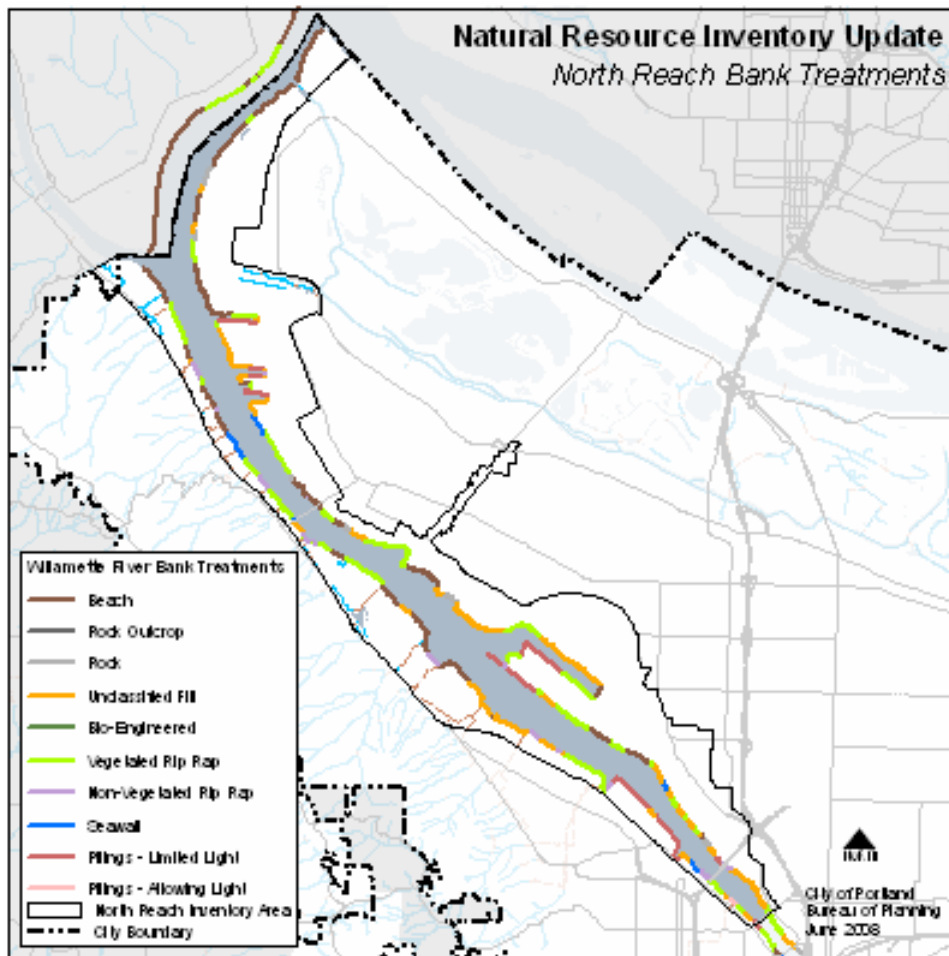 Natural Resource Inventory Update
North Reach Bank Treatments
Willamette River Bank Treatments
Beach
Rock Outcrop
Rock
Unclassified Fill
Bio-Engineered
Vegetated Rip Rap
Non-Vegetated Rip Rap
Seawall
Pilings - Limited Light
Pilings - Allowing Light
North Reach Inventory Area
City Boundary
City of Portland
Bureau of Planning
June 2008